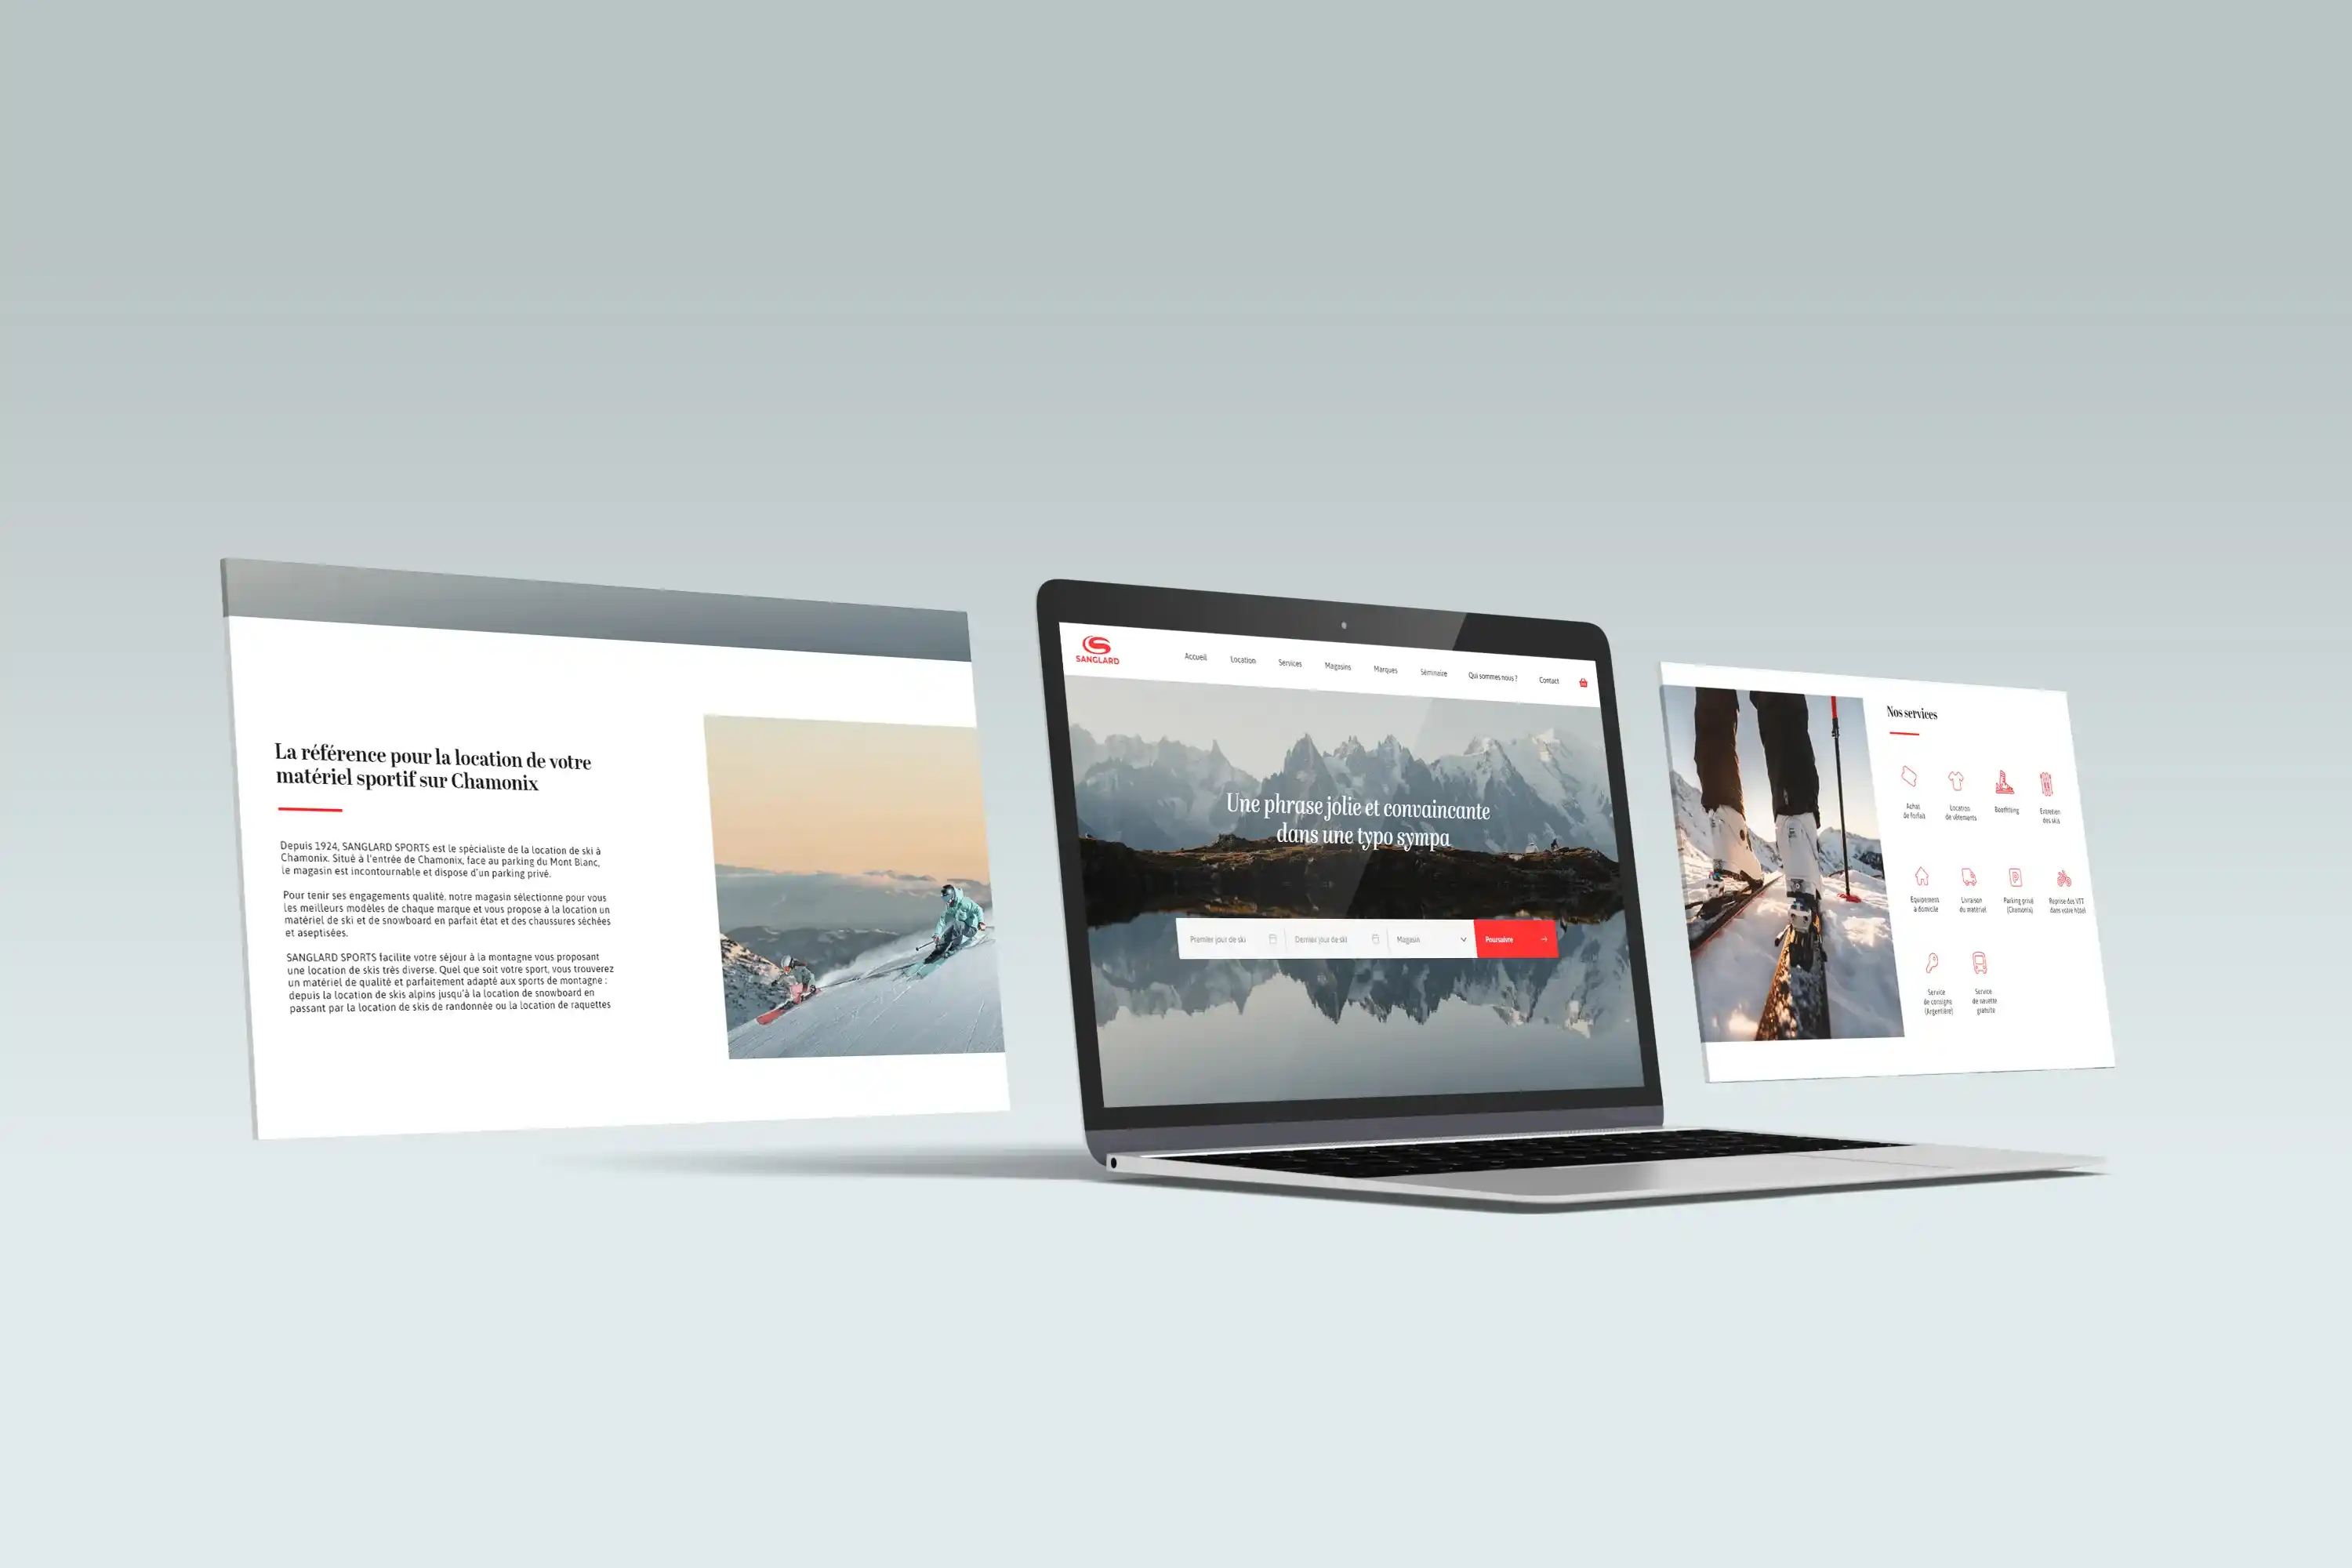 La référence pour la location de votre
matériel sportif sur Chamonix
Depuis 1924, SANGLARD SPORTS est le spécialiste de la location de ski à
Chamonix. Situé à l'entrée de Chamonix, face au parking du Mont Blanc,
le magasin est incontournable et dispose d'un parking privé.
Pour tenir ses engagements qualité, notre magasin sélectionne pour vous
les meilleurs modèles de chaque marque et vous propose à la location un
matériel de ski et de snowboard en parfait état et des chaussures séchées
et aseptisées.
SANGLARD SPORTS facilite votre séjour à la montagne vous proposant
une location de skis très diverse. Quel que soit votre sport, vous trouverez
un matériel de qualité et parfaitement adapté aux sports de montagne :
depuis la location de skis alpins jusqu'à la location de snowboard en
passant par la location de skis de randonnée ou la location de raquettes
SANGLARD
Accueil
Location
Services
Magasins
Marques
Séminaire
Qui sommes nous ?
Contact
Une phrase jolie et convaincante
dans une typo sympa
Premier jour de ski
Dernier jour de ski
Magasin
Poursuivre
Nos services
Achat
de forfais
Location
de vêtements
Bootfitting
Entretien
des skis
Equipement
à domicile
Livraison
du matériel
Parking privé
(Chamonix)
Reprise des VTT
dans votre hôtel
Service
de consigne
(Argentière)
Service
de navette
gratuite